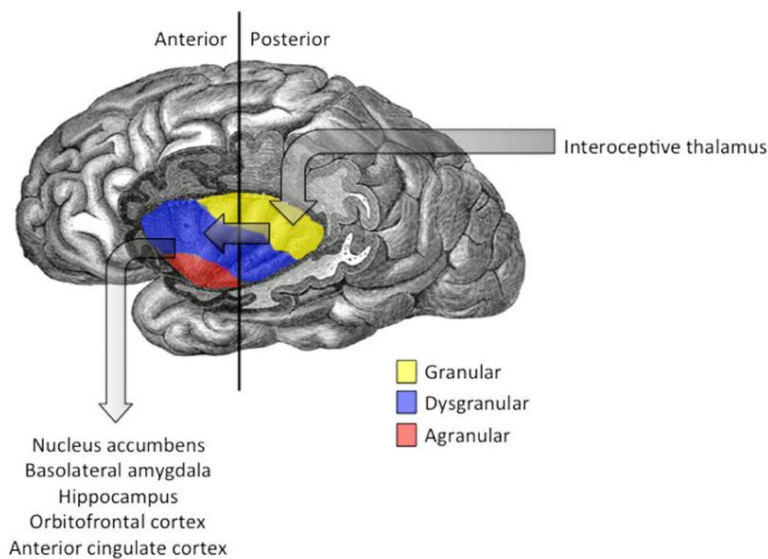 Anterior
Posterior
Interoceptive thalamus
Granular
Dysgranular
Agranular
Nucleus accumbens
Basolateral amygdala
Hippocampus
Orbitofrontal cortex
Anterior cingulate cortex